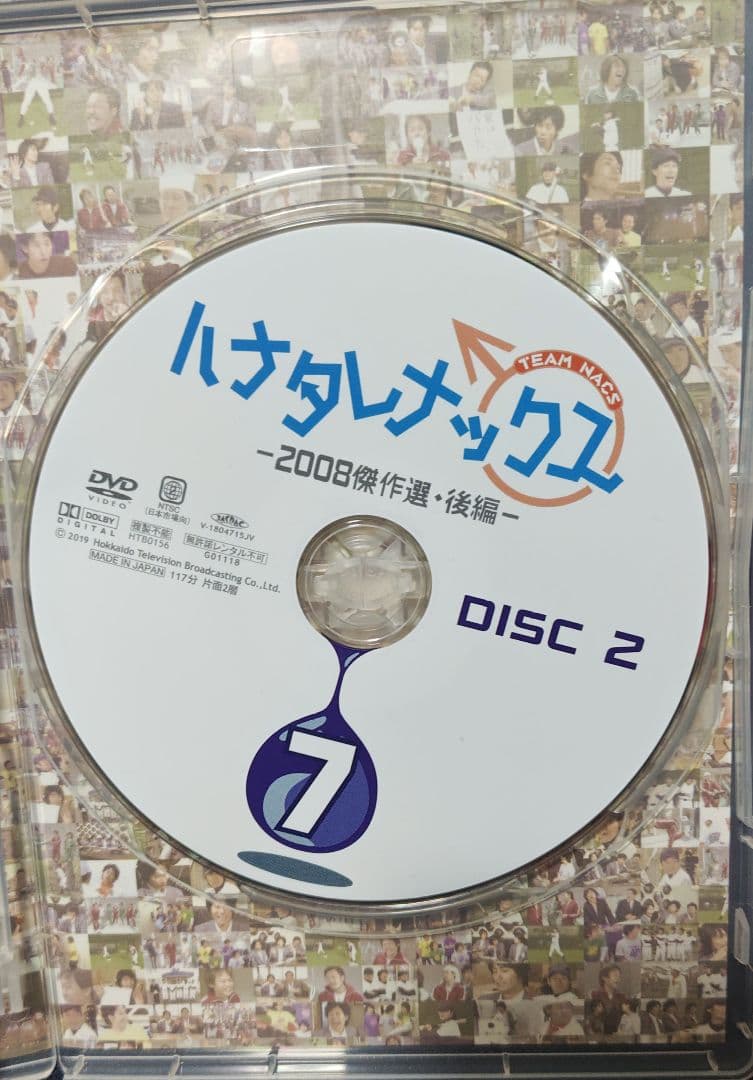 ハナタレナックス
TEAM NACS
-2008傑作選・後編-
DVD
VIDEO
NTSC
(日本市場向)
V-1804715JV
DOLBY
DIGITAL
複製不能
HTB0156
無許諾レンタル不可
G01118
© 2019 Hokkaido Television Broadcasting Co.,Ltd.
MADE IN JAPAN 117分 片面2層
DISC 2
7